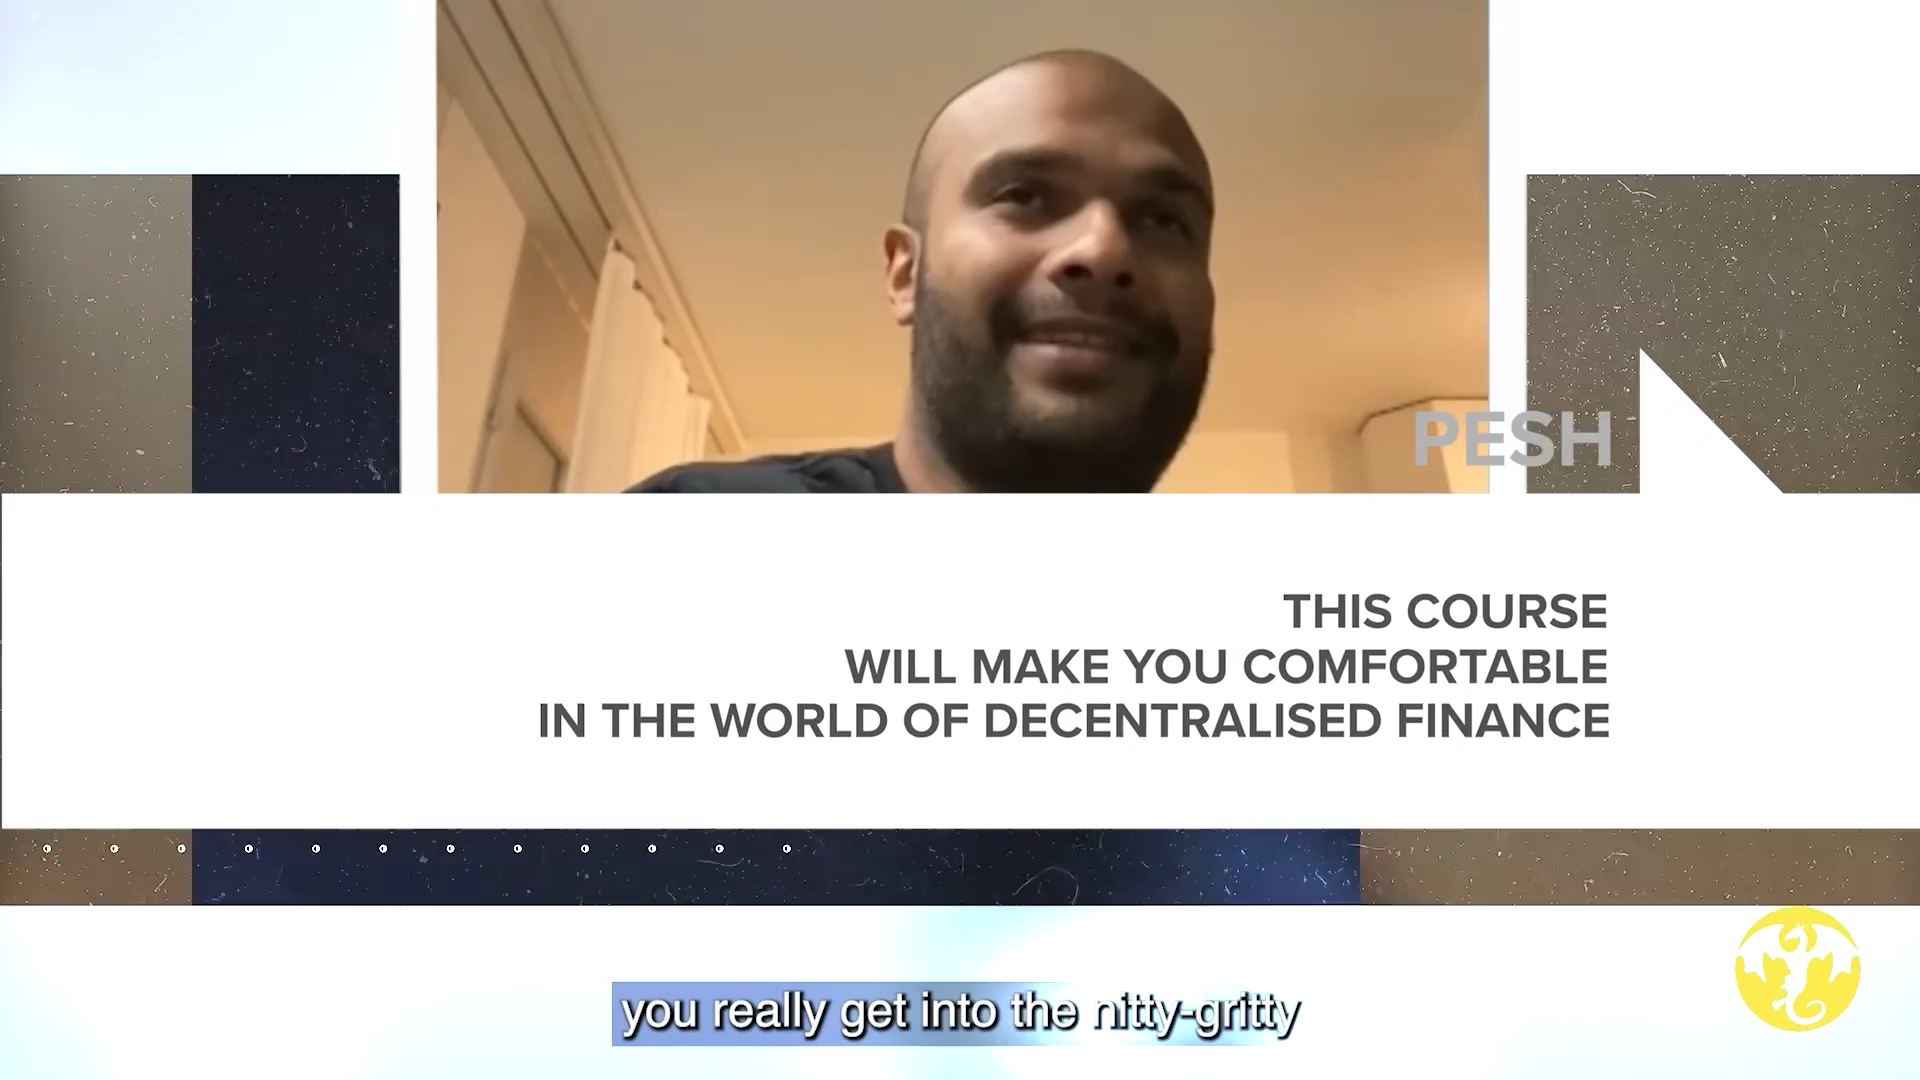 PESH
THIS COURSE
WILL MAKE YOU COMFORTABLE
IN THE WORLD OF DECENTRALISED FINANCE
you really get into the nitty-gritty